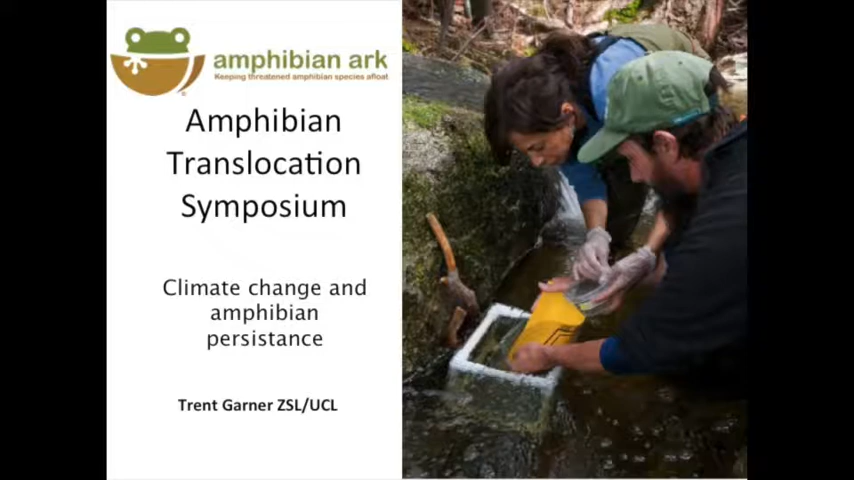 amphibian ark
Keeping threatened amphibian species afloat
Amphibian
Translocation
Symposium
Climate change and
amphibian
persistance
Trent Garner ZSL/UCL